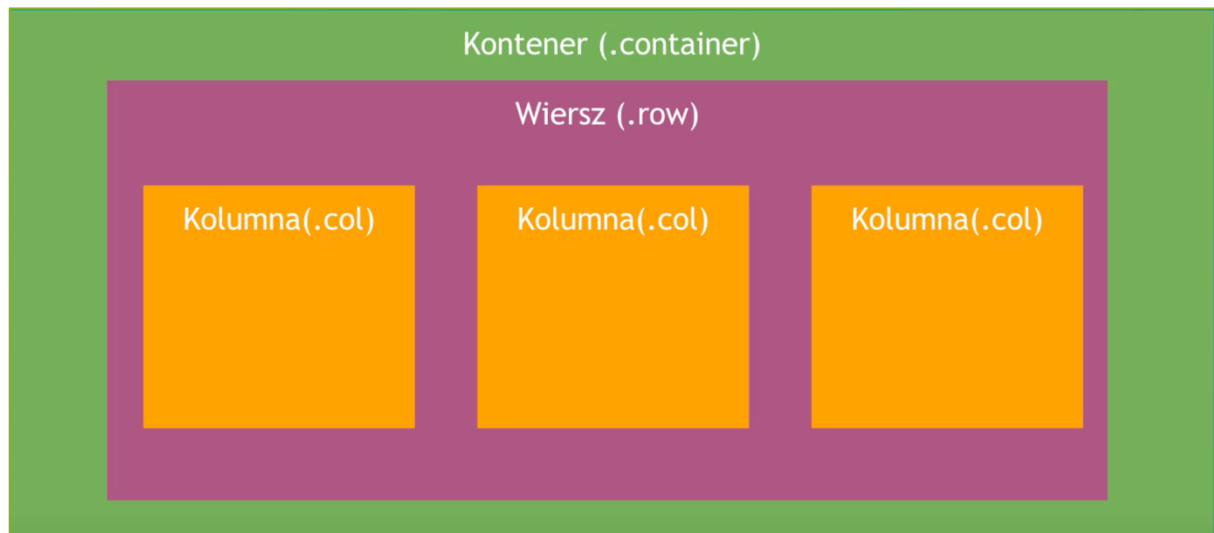 Kontener (.container)
Wiersz (.row)
Kolumna(.col)
Kolumna(.col)
Kolumna(.col)